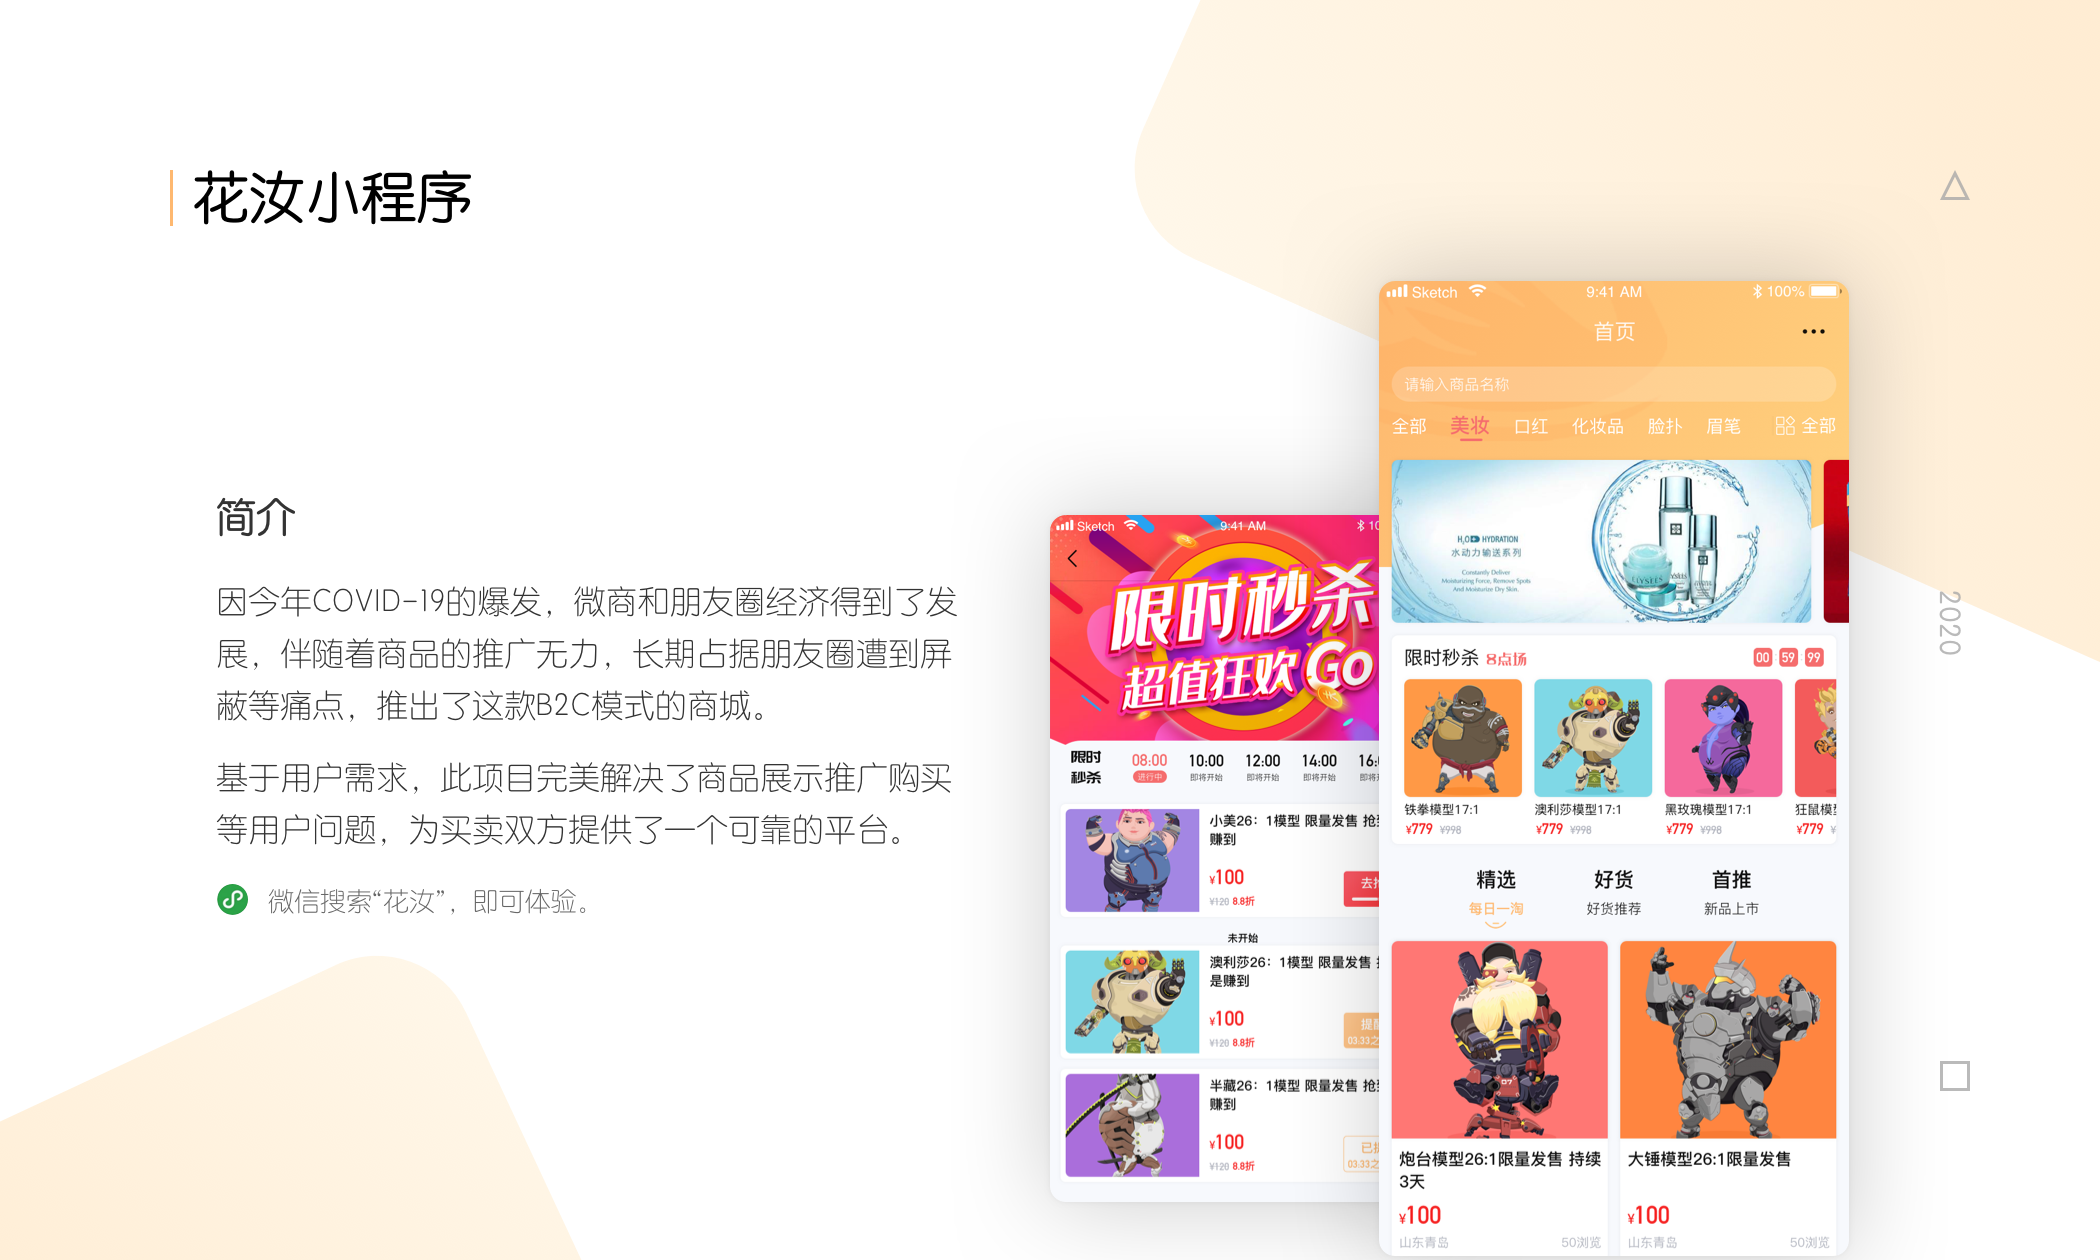 花汝小程序
简介
因今年COVID-19的爆发，微商和朋友圈经济得到了发
展，伴随着商品的推广无力，长期占据朋友圈遭到屏
蔽等痛点，推出了这款B2C模式的商城。
基于用户需求，此项目完美解决了商品展示推广购买
等用户问题，为买卖双方提供了一个可靠的平台。
微信搜索“花汝”，即可体验。
Sketch 9:41 AM
限时秒杀
超值狂欢 Go
限时
秒杀
08:00 10:00 12:00 14:00
进行中 即将开始 即将开始 即将开始
小美26：1模型 限量发售 抢
赚到
¥100
¥120 8.8折
未开始
澳利莎26：1模型 限量发售
是赚到
¥100
¥120 8.8折
03.33
半藏26：1模型 限量发售 抢
赚到
¥100
¥120 8.8折
03.33
Sketch 9:41 AM 100%
首页
请输入商品名称
全部 美妆 口红 化妆品 脸扑 眉笔 全部
H₂O HYDRATION
水动力输送系列
Constantly Deliver
Moisturizing Force, Remove Spots
And Moisturize Dry Skin.
ELYSEES
限时秒杀 8点场 00 59 99
铁拳模型17:1 澳利莎模型17:1 黑玫瑰模型17:1 狂鼠模
¥779 ¥998 ¥779 ¥998 ¥779 ¥998 ¥779
精选 好货 首推
每日一淘 好货推荐 新品上市
炮台模型26:1限量发售 持续
3天
¥100
山东青岛 50浏览
大锤模型26:1限量发售
¥100
山东青岛 50浏览
2020